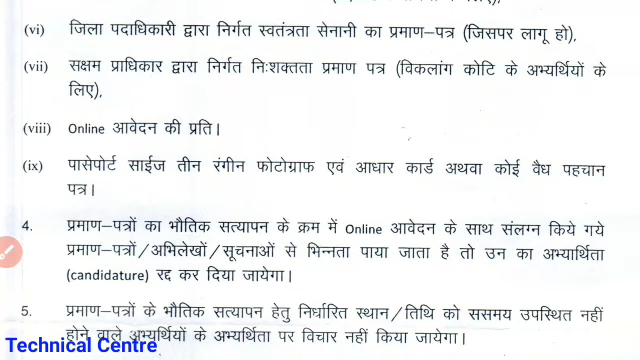 (vi) जिला पदाधिकारी द्वारा निर्गत स्वतंत्रता सेनानी का प्रमाण–पत्र (जिसपर लागू हो),
(vii) सक्षम प्राधिकार द्वारा निर्गत निःशक्तता प्रमाण पत्र (विकलांग कोटि के अभ्यर्थियों के
लिए),
(viii) Online आवेदन की प्रति।
(ix) पासेपोर्ट साईज तीन रंगीन फोटोग्राफ एवं आधार कार्ड अथवा कोई वैध पहचान
पत्र।
4. प्रमाण–पत्रों का भौतिक सत्यापन के क्रम में Online आवेदन के साथ संलग्न किये गये
प्रमाण–पत्रों/अभिलेखों/सूचनाओं से भिन्नता पाया जाता है तो उन का अभ्यार्थिता
(candidature) रद्द कर दिया जायेगा।
5. प्रमाण–पत्रों के भौतिक सत्यापन हेतु निर्धारित स्थान/तिथि को ससमय उपस्थित नहीं
होने वाले अभ्यर्थियों के अभ्यर्थिता पर विचार नहीं किया जायेगा।
Technical Centre